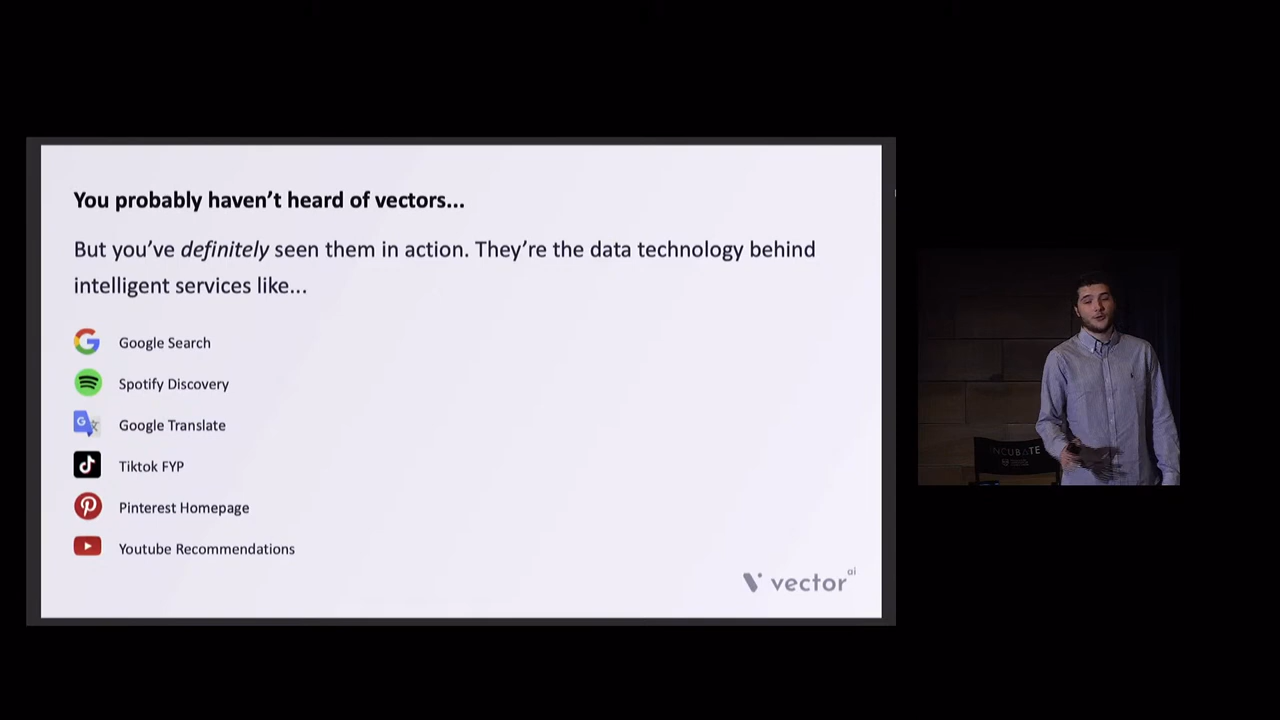 You probably haven’t heard of vectors...
But you’ve definitely seen them in action. They’re the data technology behind
intelligent services like...
Google Search
Spotify Discovery
Google Translate
Tiktok FYP
Pinterest Homepage
Youtube Recommendations
vector ai
INCUBATE